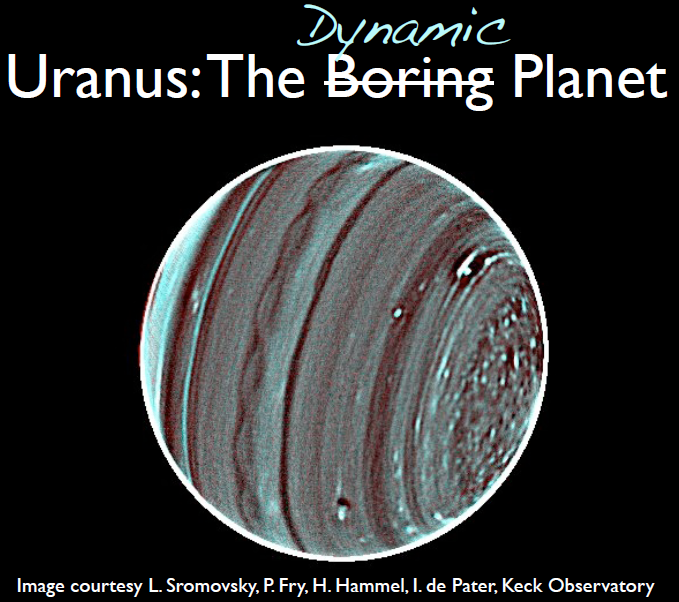 Dynamic
Uranus: The Boring Planet
Image courtesy L. Sromovsky, P. Fry, H. Hammel, I. de Pater, Keck Observatory